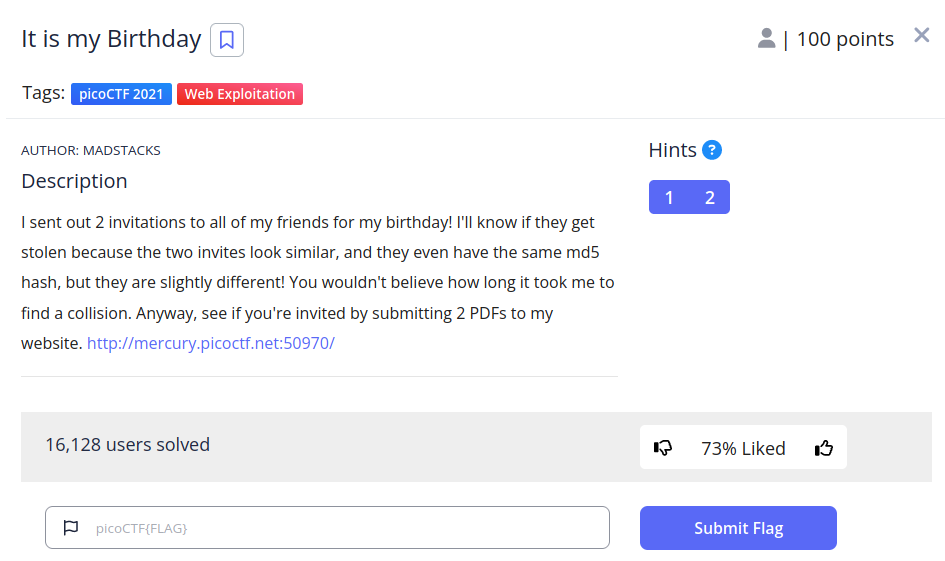 It is my Birthday
| 100 points
Tags: picoCTF 2021 Web Exploitation
AUTHOR: MADSTACKS
Description
I sent out 2 invitations to all of my friends for my birthday! I'll know if they get
stolen because the two invites look similar, and they even have the same md5
hash, but they are slightly different! You wouldn't believe how long it took me to
find a collision. Anyway, see if you're invited by submitting 2 PDFs to my
website. http://mercury.picoctf.net:50970/
Hints ?
1 2
16,128 users solved
73% Liked
picoCTF{FLAG}
Submit Flag